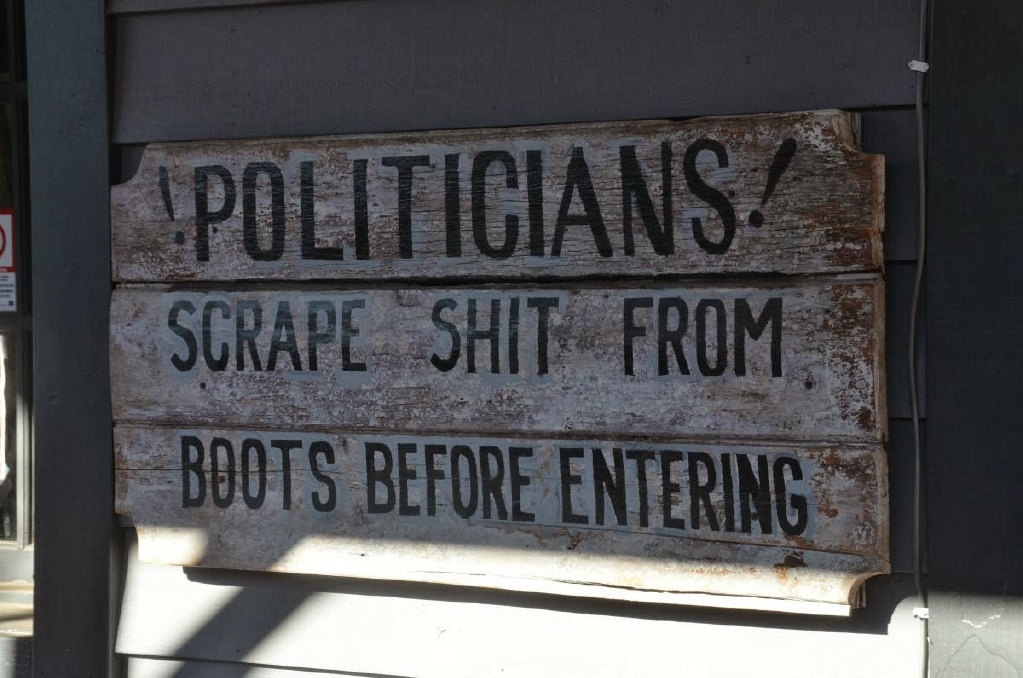 !POLITICIANS!
SCRAPE SHIT FROM
BOOTS BEFORE ENTERING